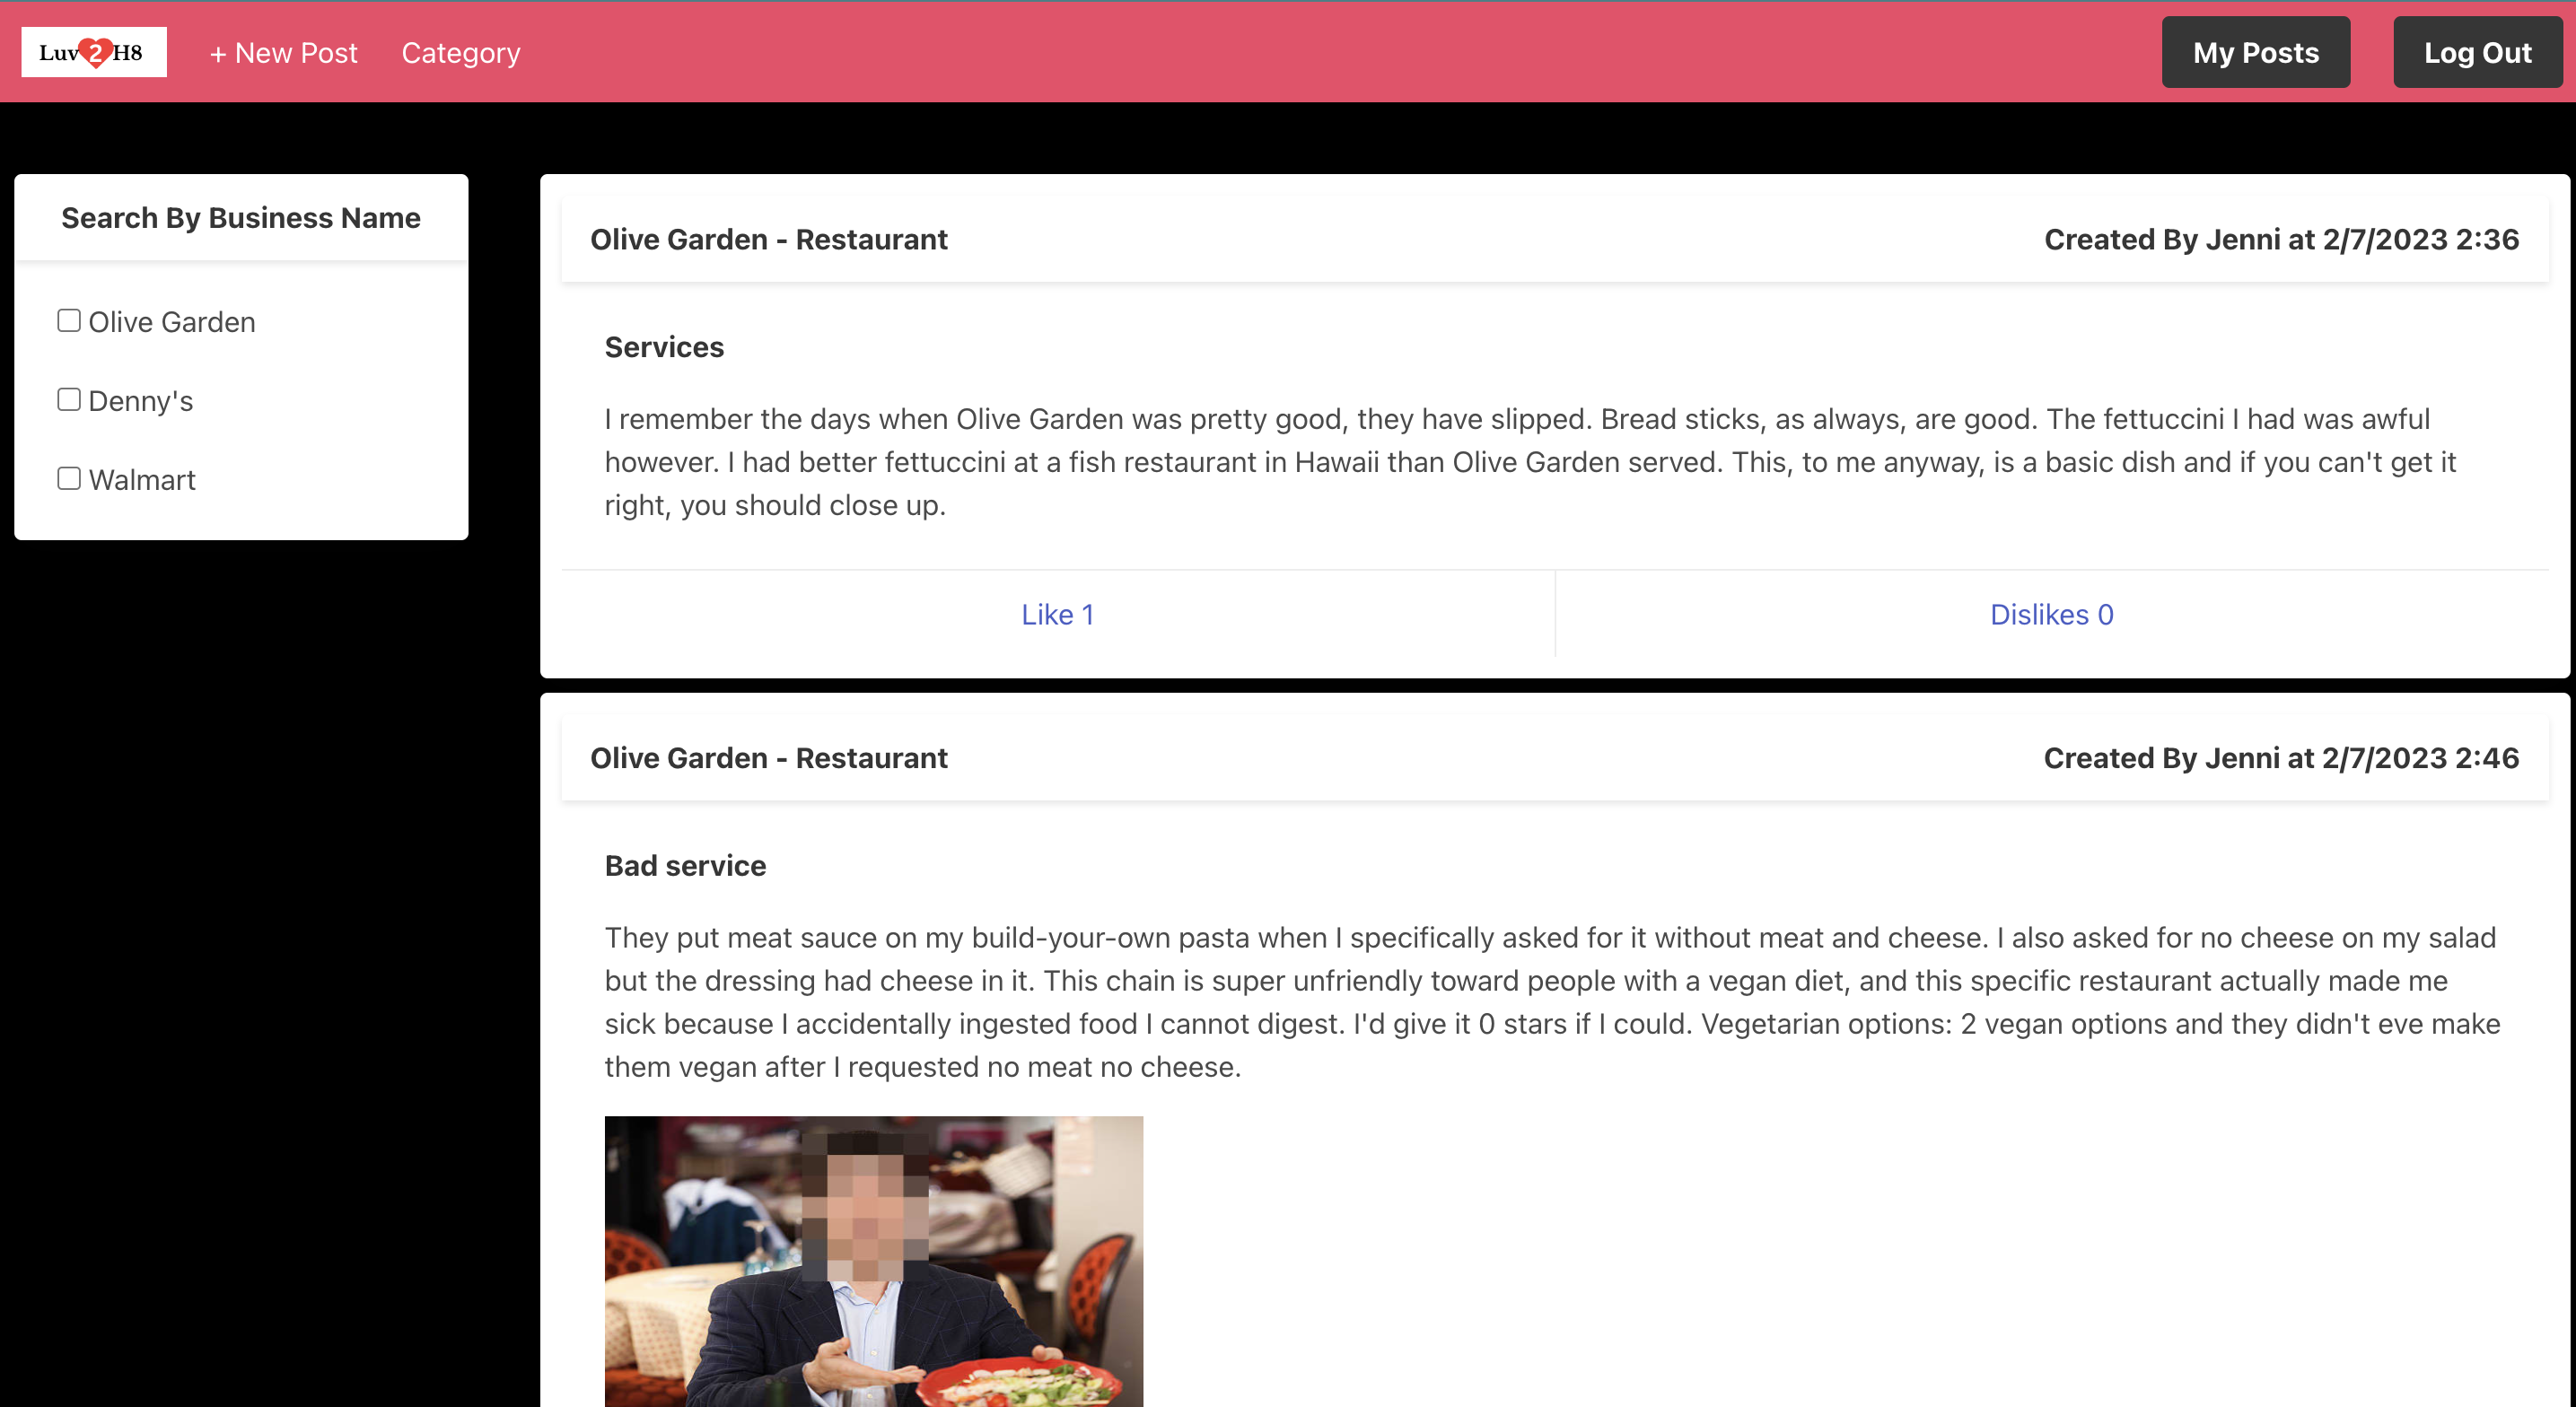 Luv 2 H8
+ New Post
Category
My Posts
Log Out
Search By Business Name
Olive Garden
Denny's
Walmart
Olive Garden - Restaurant
Created By Jenni at 2/7/2023 2:36
Services
I remember the days when Olive Garden was pretty good, they have slipped. Bread sticks, as always, are good. The fettuccini I had was awful
however. I had better fettuccini at a fish restaurant in Hawaii than Olive Garden served. This, to me anyway, is a basic dish and if you can't get it
right, you should close up.
Like 1
Dislikes 0
Olive Garden - Restaurant
Created By Jenni at 2/7/2023 2:46
Bad service
They put meat sauce on my build-your-own pasta when I specifically asked for it without meat and cheese. I also asked for no cheese on my salad
but the dressing had cheese in it. This chain is super unfriendly toward people with a vegan diet, and this specific restaurant actually made me
sick because I accidentally ingested food I cannot digest. I'd give it 0 stars if I could. Vegetarian options: 2 vegan options and they didn't eve make
them vegan after I requested no meat no cheese.